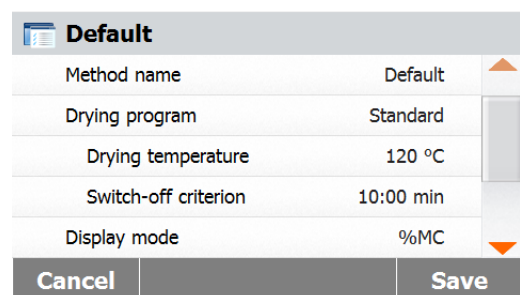 Default
Method name Default
Drying program Standard
Drying temperature 120 °C
Switch-off criterion 10:00 min
Display mode %MC
Cancel Save